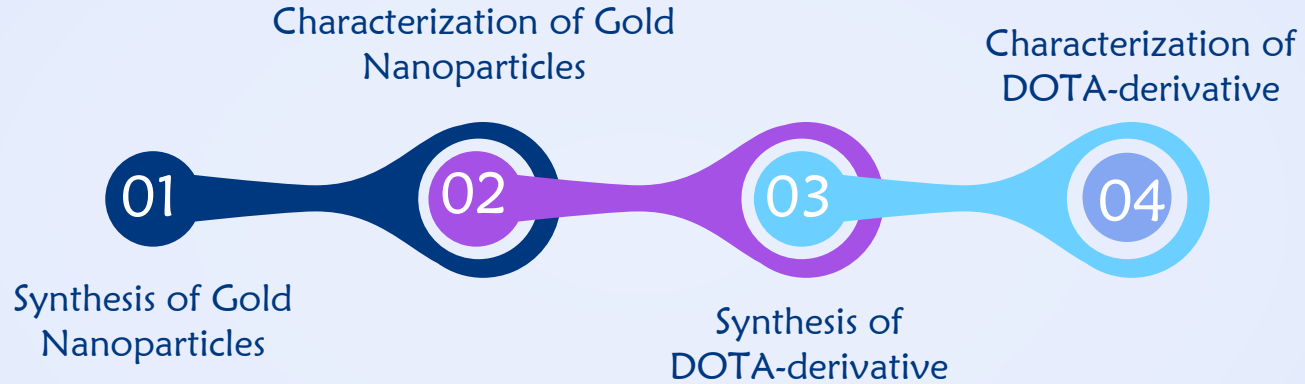 01
Synthesis of Gold
Nanoparticles
02
Characterization of Gold
Nanoparticles
03
Synthesis of
DOTA-derivative
04
Characterization of
DOTA-derivative